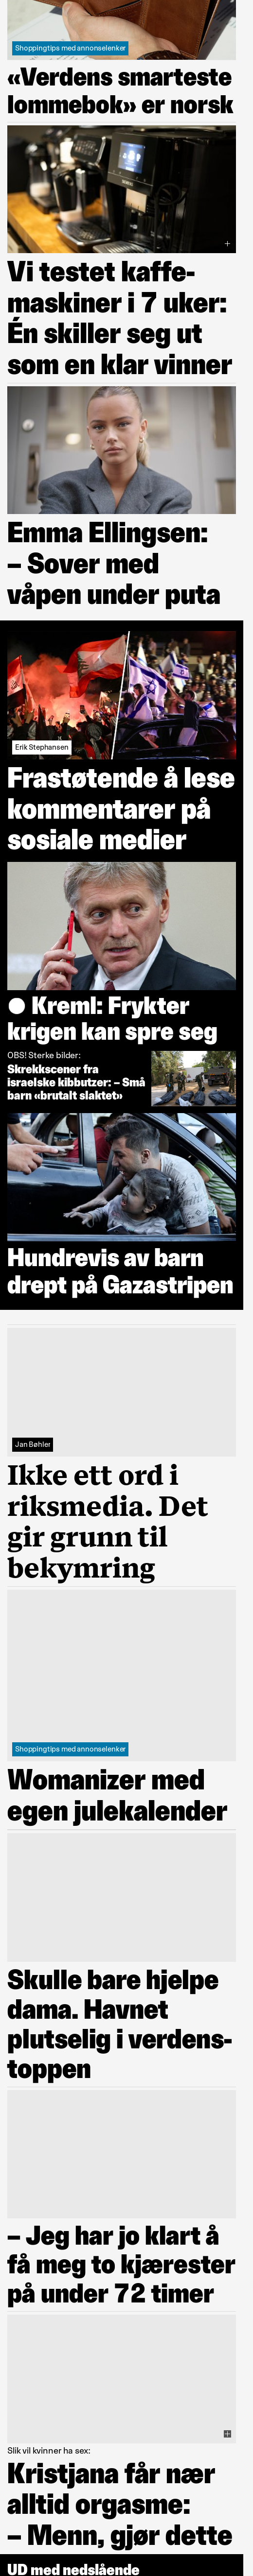 Shoppingtips med annonselenker
«Verdens smarteste
lommebok» er norsk
Vi testet kaffe-
maskiner i 7 uker:
Én skiller seg ut
som en klar vinner
Emma Ellingsen:
– Sover med
våpen under puta
Erik Stephansen
Frastøtende å lese
kommentarer på
sosiale medier
● Kreml: Frykter
krigen kan spre seg
OBS! Sterke bilder:
Skrekkscener fra
israelske kibbutzer: – Små
barn «brutalt slaktet»
Hundrevis av barn
drept på Gazastripen
Jan Bøhler
Ikke ett ord i
riksmedia. Det
gir grunn til
bekymring
Shoppingtips med annonselenker
Womanizer med
egen julekalender
Skulle bare hjelpe
dama. Havnet
plutselig i verdens-
toppen
– Jeg har jo klart å
få meg to kjærester
på under 72 timer
Slik vil kvinner ha sex:
Kristjana får nær
alltid orgasme:
– Menn, gjør dette
UD med nedslående